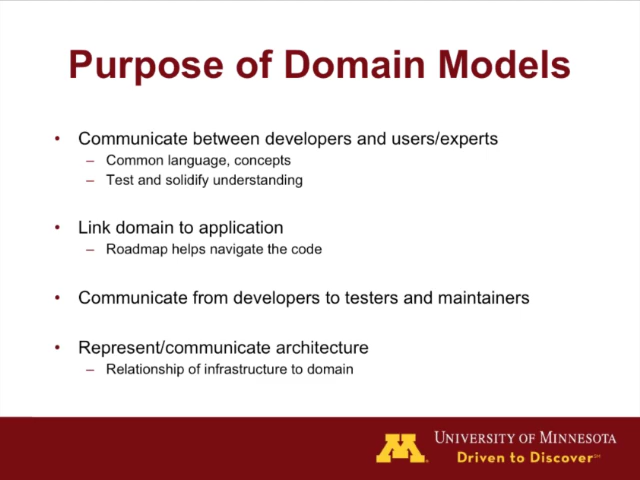 Purpose of Domain Models
• Communicate between developers and users/experts
– Common language, concepts
– Test and solidify understanding
• Link domain to application
– Roadmap helps navigate the code
• Communicate from developers to testers and maintainers
• Represent/communicate architecture
– Relationship of infrastructure to domain
M
UNIVERSITY OF MINNESOTA
Driven to Discover℠